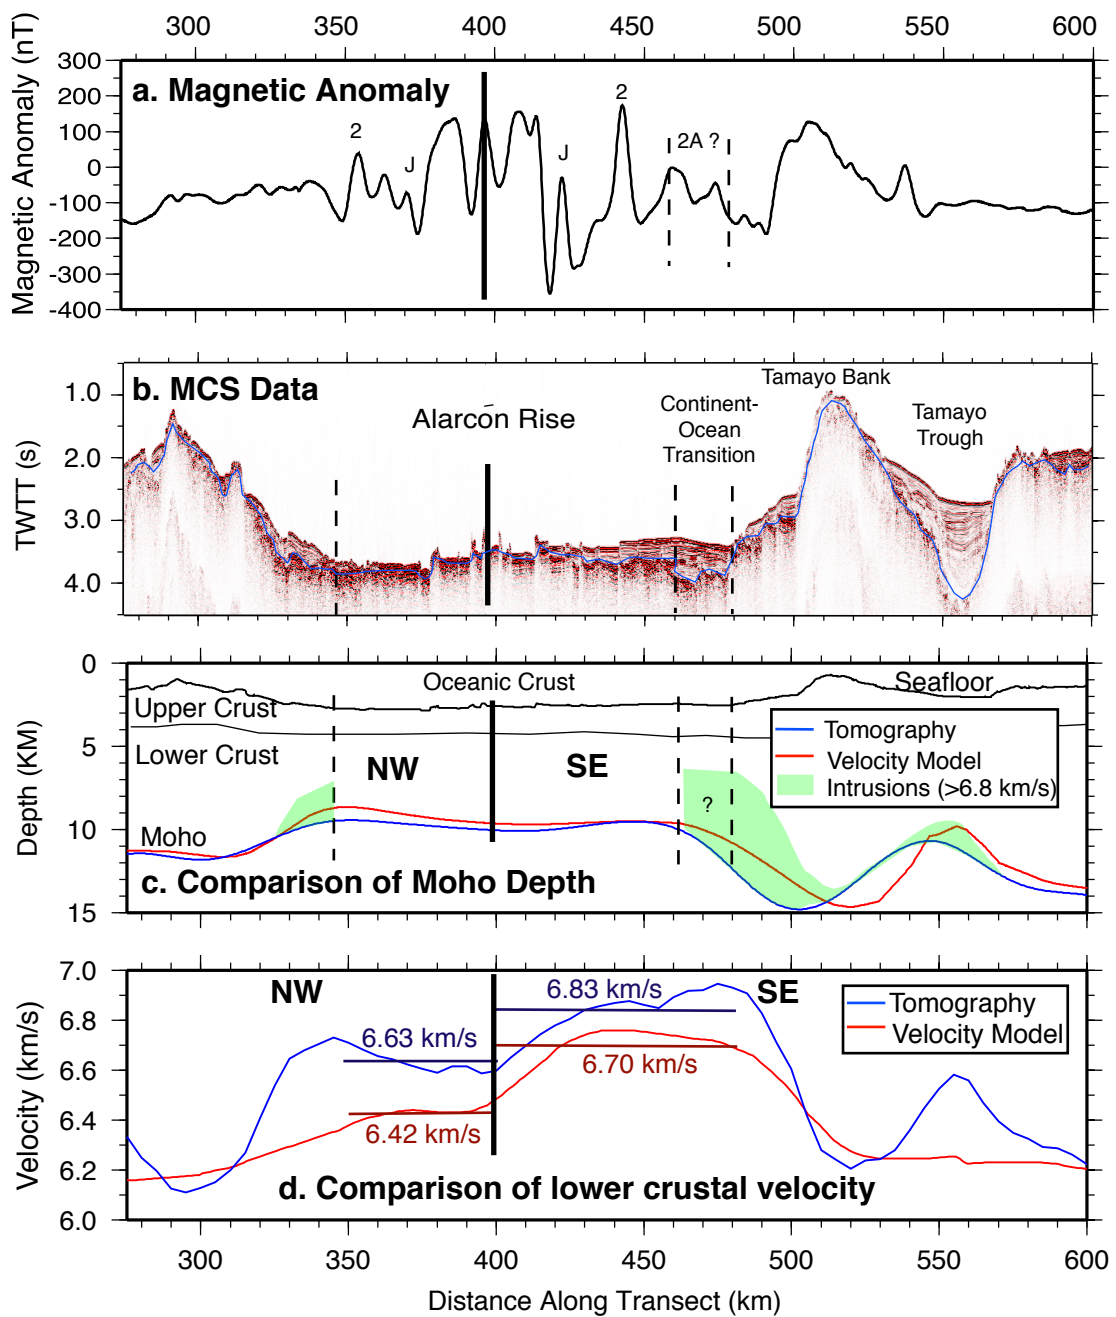 300 350 400 450 500 550 600
Magnetic Anomaly (nT)
300
200
100
0
-100
-200
-300
-400
a. Magnetic Anomaly
2
J
J
2
2A ?
TWTT (s)
1.0
2.0
3.0
4.0
b. MCS Data
Alarcón Rise
Continent-
Ocean
Transition
Tamayo Bank
Tamayo
Trough
Depth (KM)
0
5
10
15
Oceanic Crust
Seafloor
Upper Crust
Lower Crust
NW
SE
Moho
?
Tomography
Velocity Model
Intrusions (>6.8 km/s)
c. Comparison of Moho Depth
Velocity (km/s)
7.0
6.8
6.6
6.4
6.2
6.0
NW
SE
6.83 km/s
6.63 km/s
6.70 km/s
6.42 km/s
Tomography
Velocity Model
d. Comparison of lower crustal velocity
300 350 400 450 500 550 600
Distance Along Transect (km)